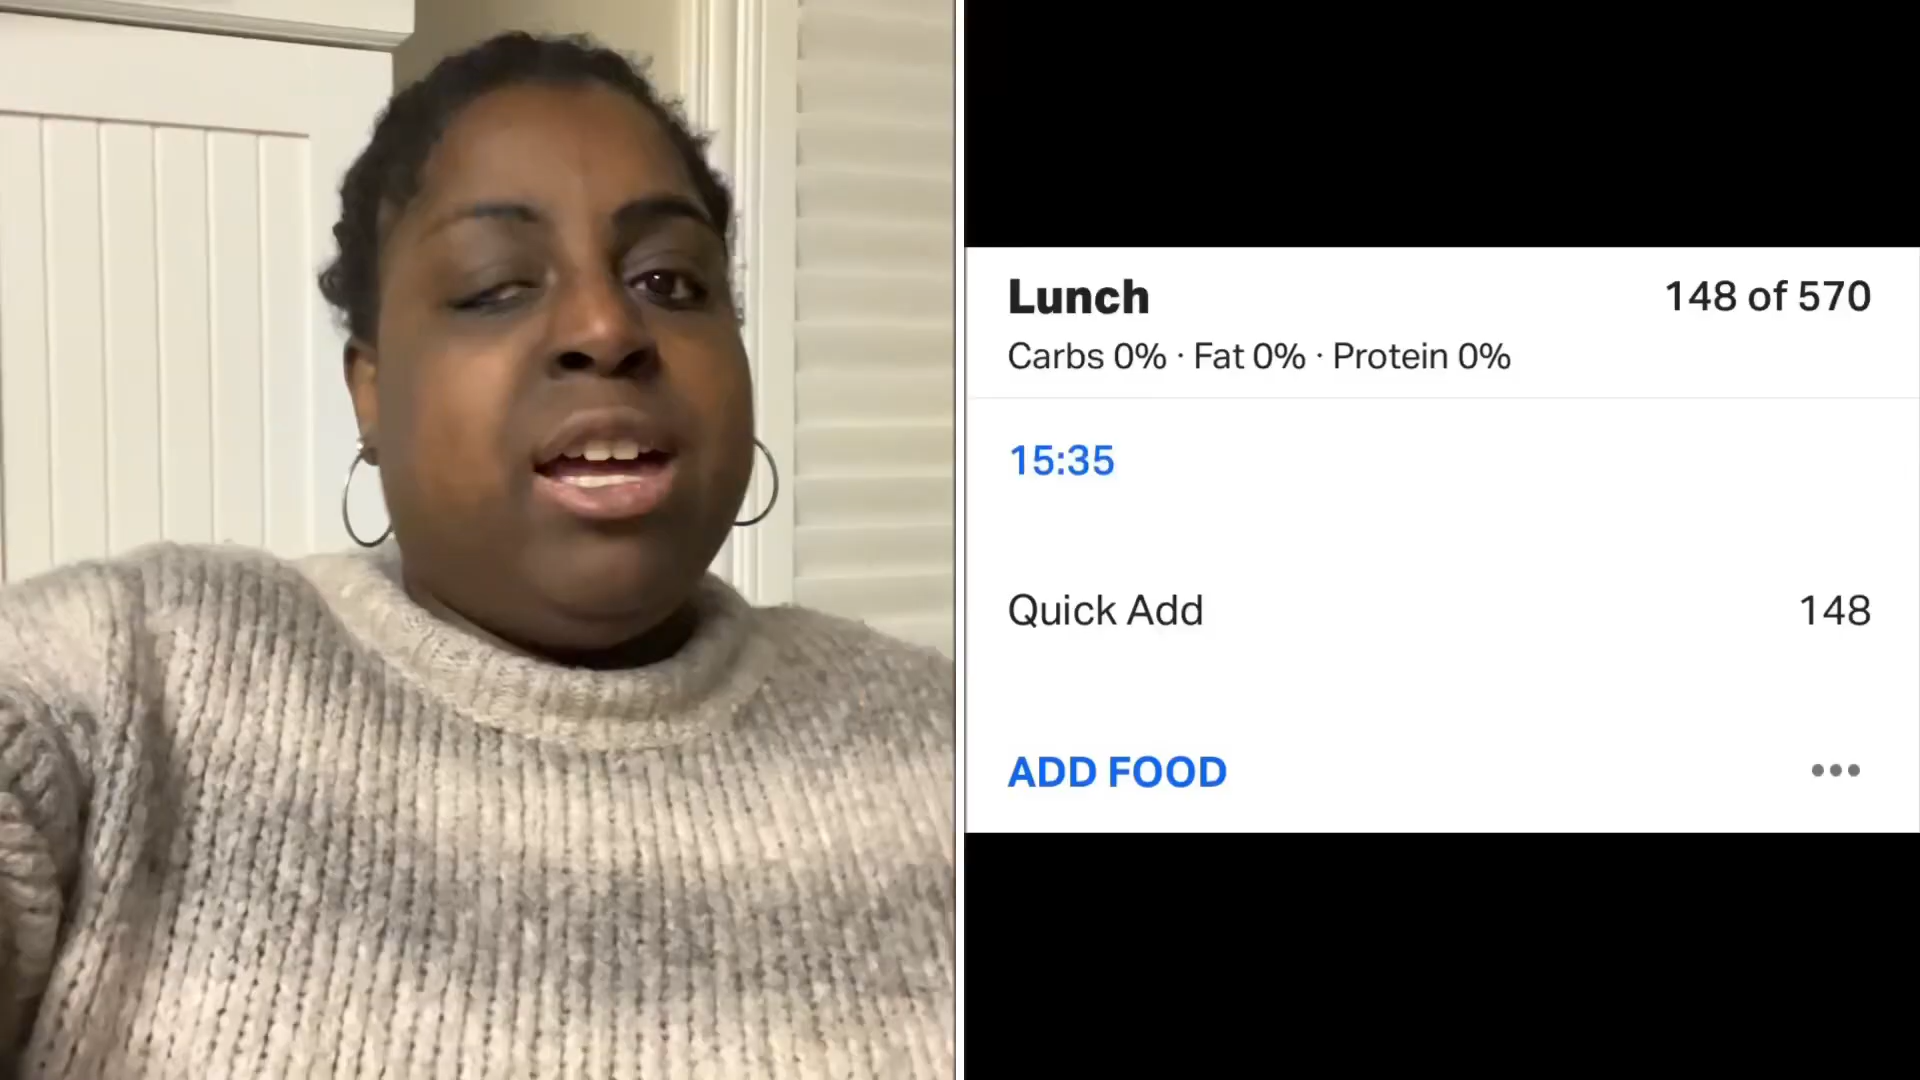 Lunch 148 of 570
Carbs 0% · Fat 0% · Protein 0%
15:35
Quick Add 148
ADD FOOD